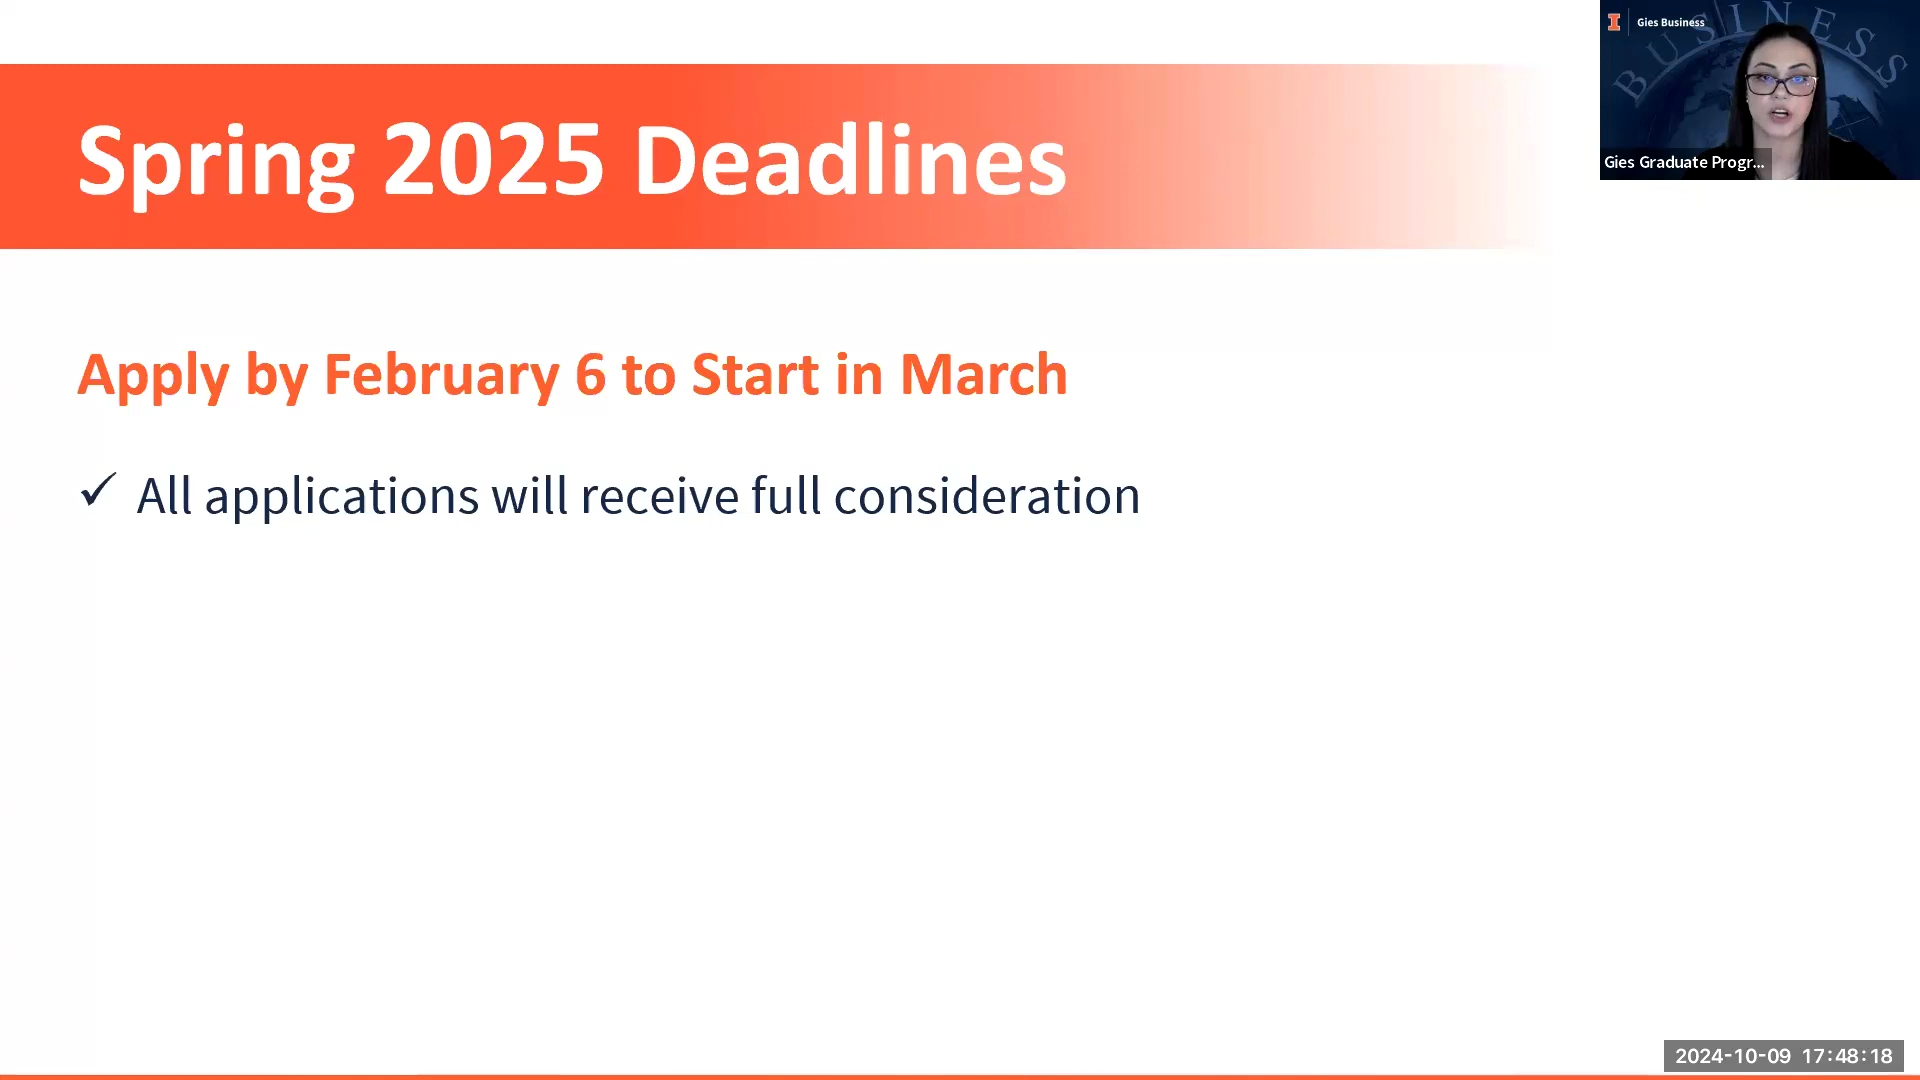 Spring 2025 Deadlines
Apply by February 6 to Start in March
✓ All applications will receive full consideration
I | Gies Business
BUSINESS
Gies Graduate Progr...
2024-10-09 17:48:18